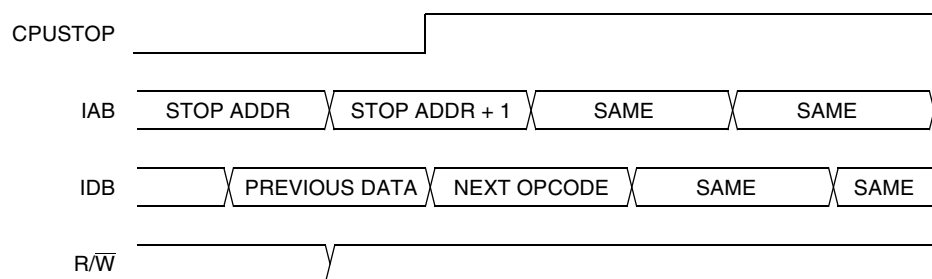 CPUSTOP
IAB STOP ADDR STOP ADDR + 1 SAME SAME
IDB PREVIOUS DATA NEXT OPCODE SAME SAME
R/W̅